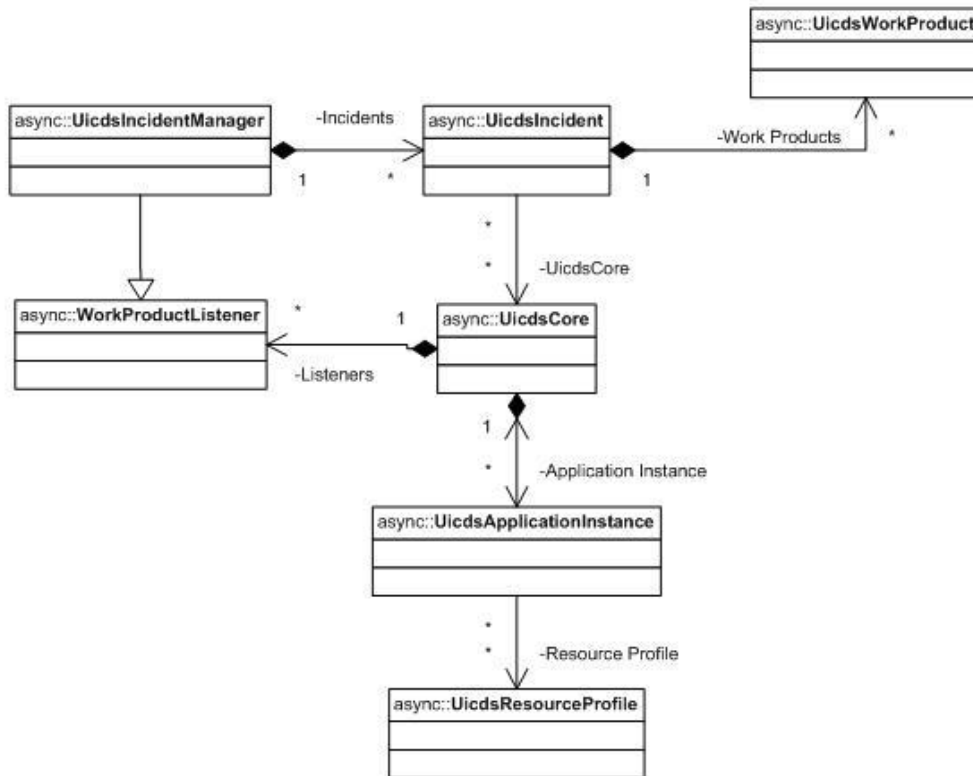 async::UicdsWorkProduct
async::UicdsIncidentManager
-Incidents
async::UicdsIncident
-Work Products
*
1
*
1
*
*
-UicdsCore
async::WorkProductListener
*
1
async::UicdsCore
-Listeners
1
*
-Application Instance
async::UicdsApplicationInstance
*
*
-Resource Profile
async::UicdsResourceProfile